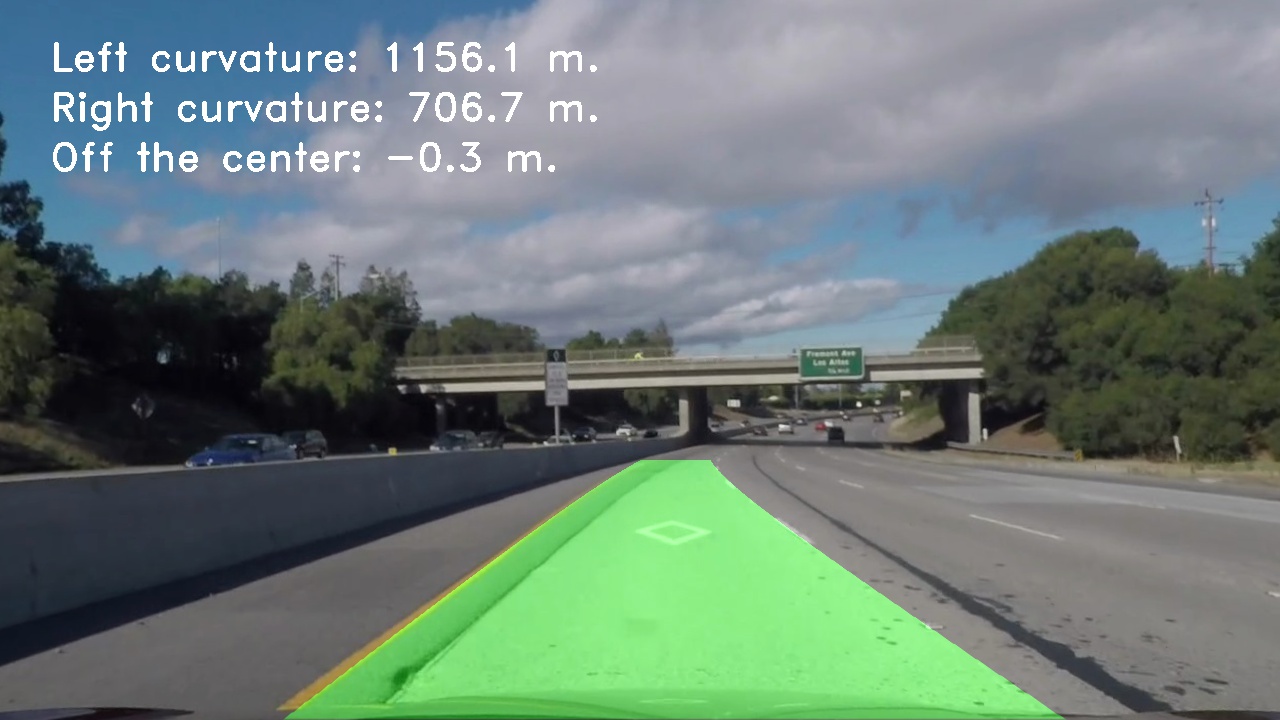 Left curvature: 1156.1 m.
Right curvature: 706.7 m.
Off the center: -0.3 m.
Fremont Ave
Los Altos